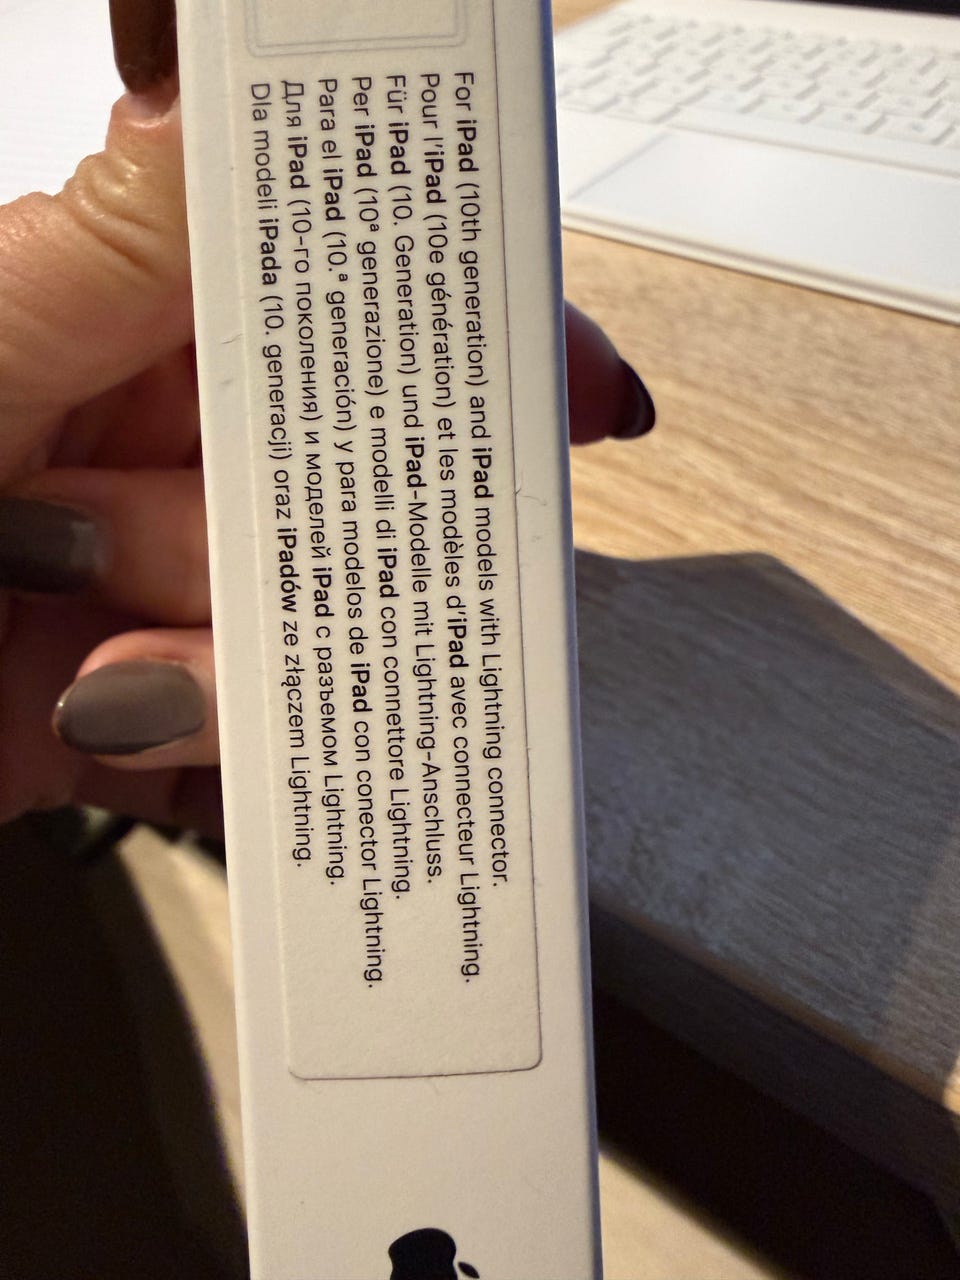 For iPad (10th generation) and iPad models with Lightning connector.
Pour l'iPad (10e génération) et les modèles d'iPad avec connecteur Lightning.
Für iPad (10. Generation) und iPad-Modelle mit Lightning-Anschluss.
Per iPad (10ª generazione) e modelli di iPad con connettore Lightning.
Para el iPad (10.ª generación) y para modelos de iPad con conector Lightning.
Для iPad (10-го поколения) и моделей iPad с разъемом Lightning.
Dla modeli iPada (10. generacji) oraz iPadów ze złączem Lightning.